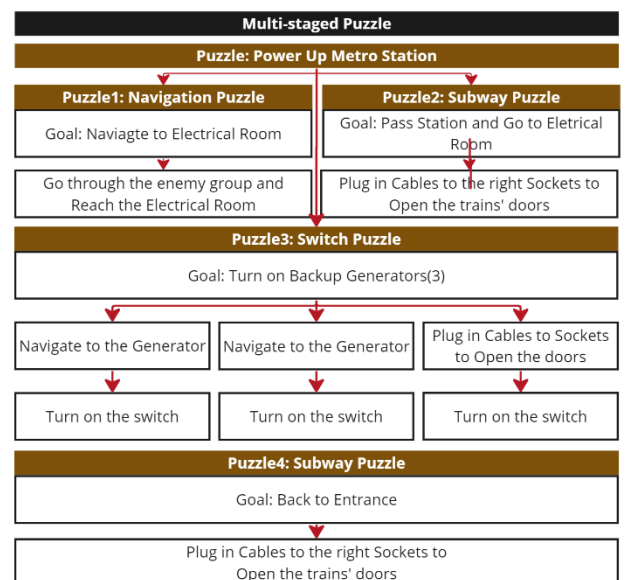 Multi-staged Puzzle
Puzzle: Power Up Metro Station
Puzzle1: Navigation Puzzle
Goal: Naviagte to Electrical Room
Go through the enemy group and
Reach the Electrical Room
Puzzle2: Subway Puzzle
Goal: Pass Station and Go to Eletrical
Room
Plug in Cables to the right Sockets to
Open the trains' doors
Puzzle3: Switch Puzzle
Goal: Turn on Backup Generators(3)
Navigate to the Generator
Turn on the switch
Navigate to the Generator
Turn on the switch
Plug in Cables to Sockets
to Open the doors
Turn on the switch
Puzzle4: Subway Puzzle
Goal: Back to Entrance
Plug in Cables to the right Sockets to
Open the trains' doors